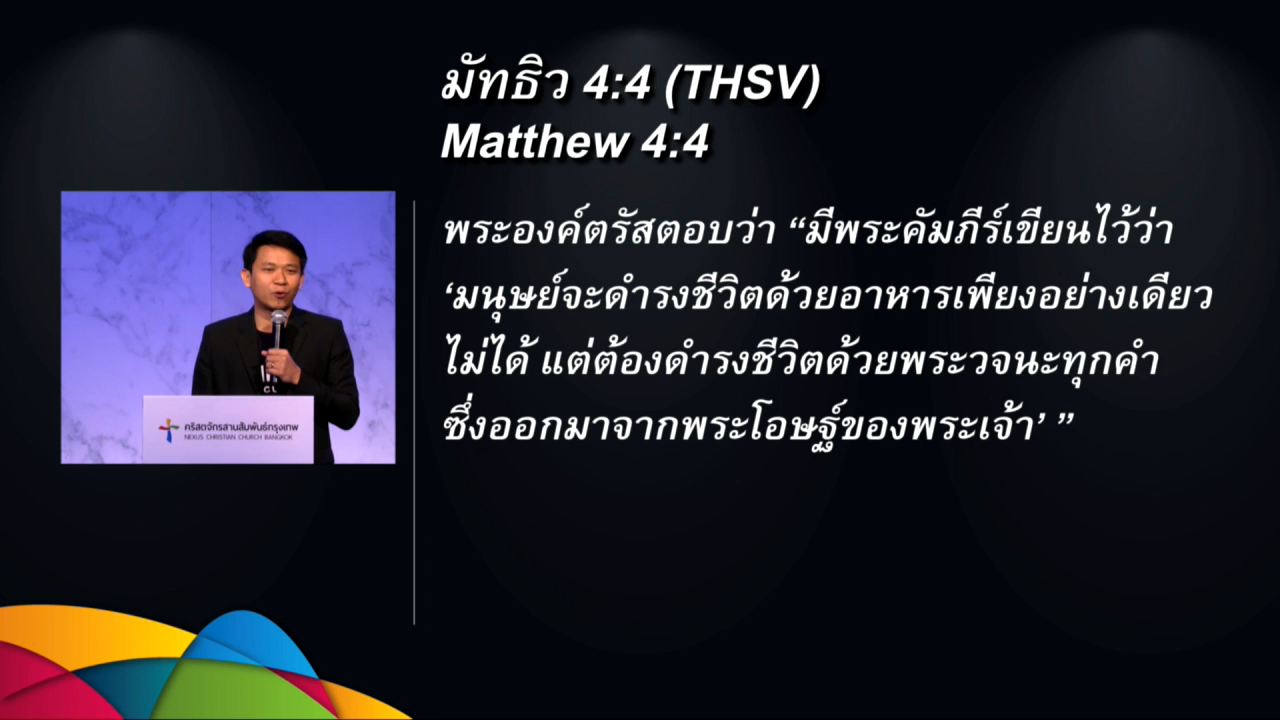 มัทธิว 4:4 (THSV)
Matthew 4:4
พระองค์ตรัสตอบว่า “มีพระคัมภีร์เขียนไว้ว่า
‘มนุษย์จะดำรงชีวิตด้วยอาหารเพียงอย่างเดียว
ไม่ได้ แต่ต้องดำรงชีวิตด้วยพระวจนะทุกคำ
ซึ่งออกมาจากพระโอษฐ์ของพระเจ้า’ ”
คริสตจักรสานสัมพันธ์กรุงเทพ
NEXUS CHRISTIAN CHURCH BANGKOK